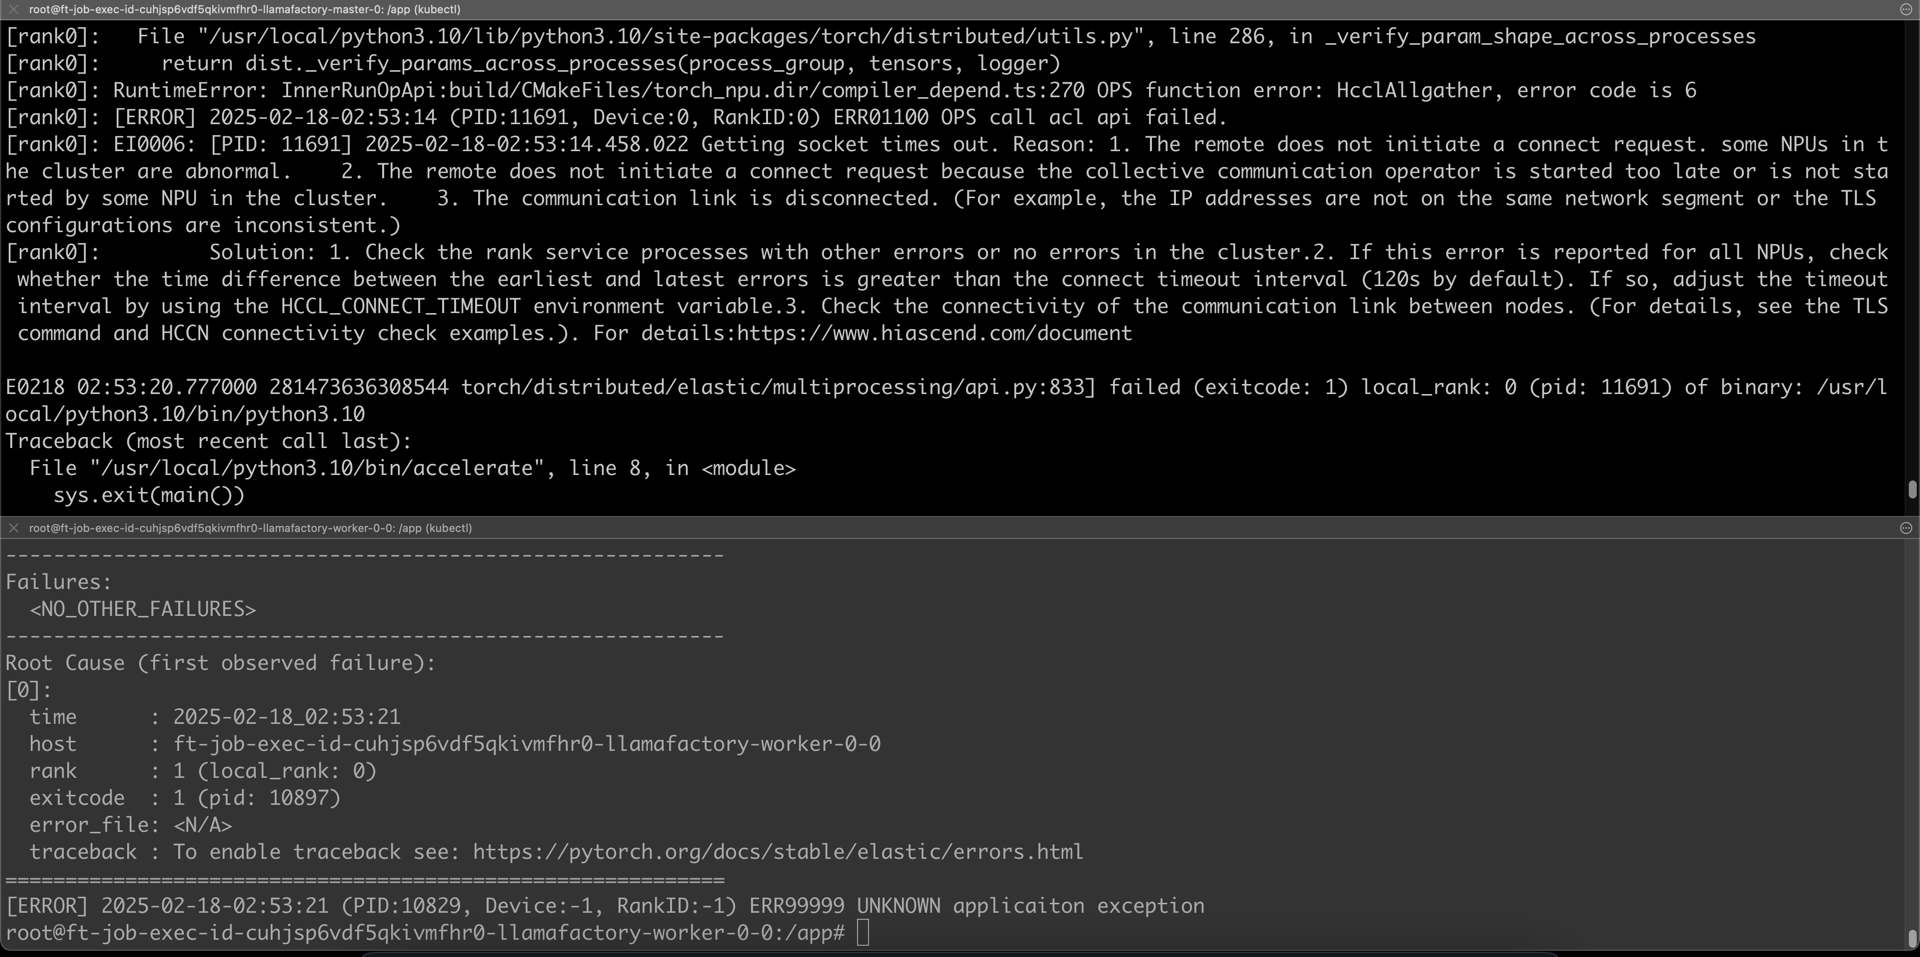 root@ft-job-exec-id-cuhjsp6vdf5qkivmfhr0-llamafactory-master-0: /app (kubectl)
[rank0]:   File "/usr/local/python3.10/lib/python3.10/site-packages/torch/distributed/utils.py", line 286, in _verify_param_shape_across_processes
[rank0]:     return dist._verify_params_across_processes(process_group, tensors, logger)
[rank0]: RuntimeError: InnerRunOpApi:build/CMakeFiles/torch_npu.dir/compiler_depend.ts:270 OPS function error: HcclAllgather, error code is 6
[rank0]: [ERROR] 2025-02-18-02:53:14 (PID:11691, Device:0, RankID:0) ERR01100 OPS call acl api failed.
[rank0]: EI0006: [PID: 11691] 2025-02-18-02:53:14.458.022 Getting socket times out. Reason: 1. The remote does not initiate a connect request. some NPUs in t
he cluster are abnormal.    2. The remote does not initiate a connect request because the collective communication operator is started too late or is not sta
rted by some NPU in the cluster.    3. The communication link is disconnected. (For example, the IP addresses are not on the same network segment or the TLS
configurations are inconsistent.)
[rank0]:         Solution: 1. Check the rank service processes with other errors or no errors in the cluster.2. If this error is reported for all NPUs, check
 whether the time difference between the earliest and latest errors is greater than the connect timeout interval (120s by default). If so, adjust the timeout
 interval by using the HCCL_CONNECT_TIMEOUT environment variable.3. Check the connectivity of the communication link between nodes. (For details, see the TLS
 command and HCCN connectivity check examples.). For details:https://www.hiascend.com/document
E0218 02:53:20.777000 281473636308544 torch/distributed/elastic/multiprocessing/api.py:833] failed (exitcode: 1) local_rank: 0 (pid: 11691) of binary: /usr/l
ocal/python3.10/bin/python3.10
Traceback (most recent call last):
  File "/usr/local/python3.10/bin/accelerate", line 8, in <module>
    sys.exit(main())
root@ft-job-exec-id-cuhjsp6vdf5qkivmfhr0-llamafactory-worker-0-0: /app (kubectl)
------------------------------------------------------------
Failures:
  <NO_OTHER_FAILURES>
------------------------------------------------------------
Root Cause (first observed failure):
[0]:
  time      : 2025-02-18_02:53:21
  host      : ft-job-exec-id-cuhjsp6vdf5qkivmfhr0-llamafactory-worker-0-0
  rank      : 1 (local_rank: 0)
  exitcode  : 1 (pid: 10897)
  error_file: <N/A>
  traceback : To enable traceback see: https://pytorch.org/docs/stable/elastic/errors.html
============================================================
[ERROR] 2025-02-18-02:53:21 (PID:10829, Device:-1, RankID:-1) ERR99999 UNKNOWN applicaiton exception
root@ft-job-exec-id-cuhjsp6vdf5qkivmfhr0-llamafactory-worker-0-0:/app#